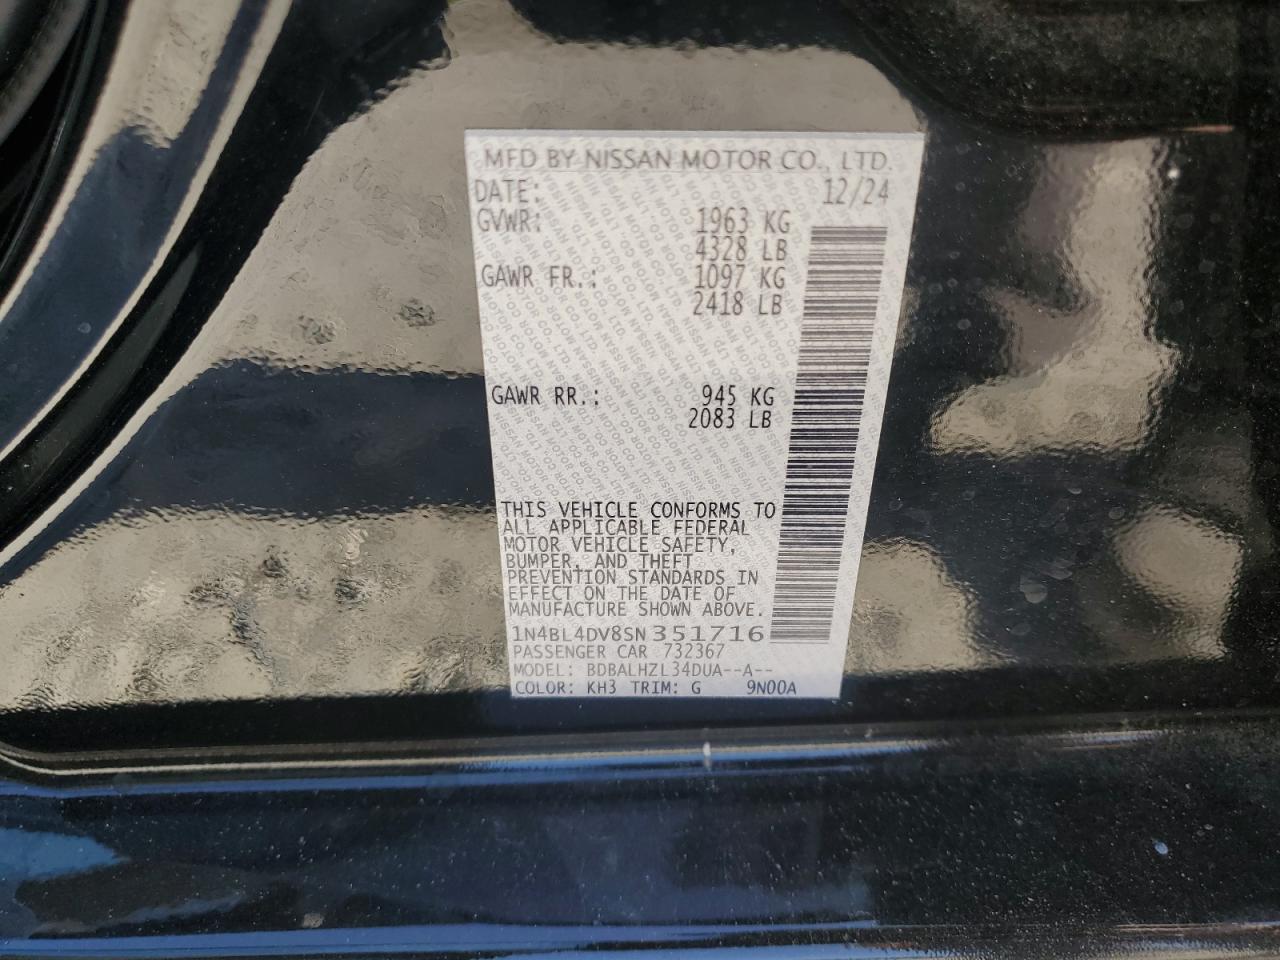 MFD BY NISSAN MOTOR CO., LTD.
DATE: 12/24
GVWR: 1963 KG
4328 LB
GAWR FR.: 1097 KG
2418 LB
GAWR RR.: 945 KG
2083 LB
THIS VEHICLE CONFORMS TO
ALL APPLICABLE FEDERAL
MOTOR VEHICLE SAFETY,
BUMPER, AND THEFT
PREVENTION STANDARDS IN
EFFECT ON THE DATE OF
MANUFACTURE SHOWN ABOVE.
1N4BL4DV8SN351716
PASSENGER CAR 732367
MODEL: BDBALHZL34DUA--A--
COLOR: KH3 TRIM: G 9N00A